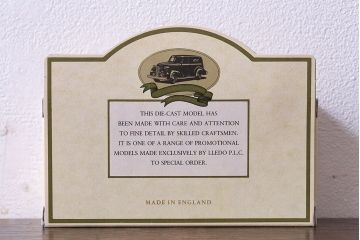 THIS DIE-CAST MODEL HAS
BEEN MADE WITH CARE AND ATTENTION
TO FINE DETAIL BY SKILLED CRAFTSMEN.
IT IS ONE OF A RANGE OF PROMOTIONAL
MODELS MADE EXCLUSIVELY BY LLEDO P.L.C.
TO SPECIAL ORDER.
MADE IN ENGLAND